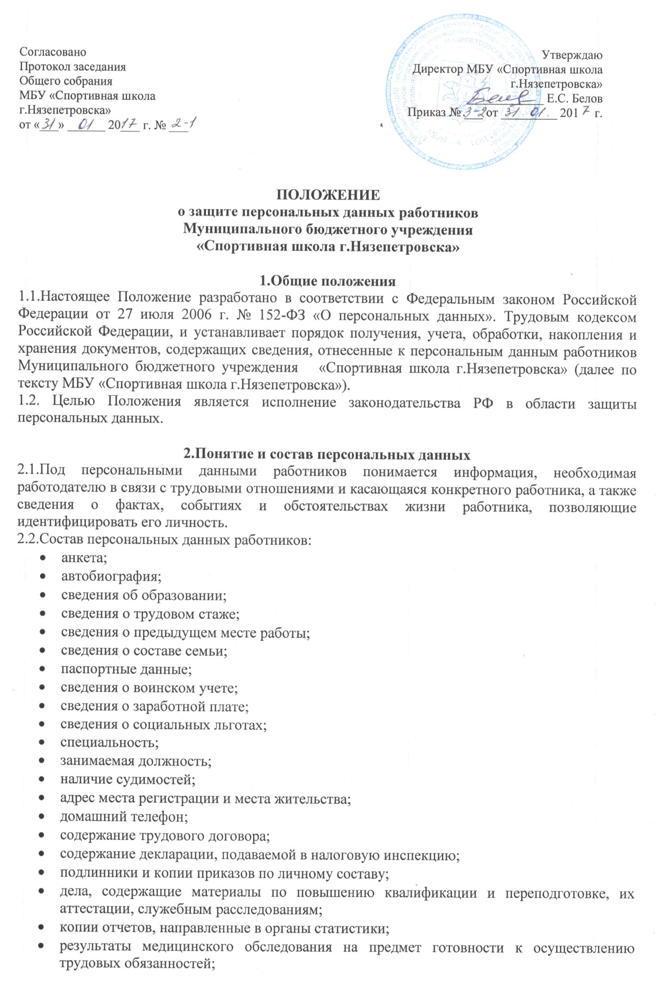 Согласовано
Протокол заседания
Общего собрания
МБУ «Спортивная школа
г.Нязепетровска»
от «31» 01 2017 г. № 2-1
Утверждаю
Директор МБУ «Спортивная школа
г.Нязепетровска»
Е.С. Белов
Приказ № 3-2 от 31 01. 2017 г.
ПОЛОЖЕНИЕ
о защите персональных данных работников
Муниципального бюджетного учреждения
«Спортивная школа г.Нязепетровска»
1.Общие положения
1.1.Настоящее Положение разработано в соответствии с Федеральным законом Российской
Федерации от 27 июля 2006 г. № 152-ФЗ «О персональных данных». Трудовым кодексом
Российской Федерации, и устанавливает порядок получения, учета, обработки, накопления и
хранения документов, содержащих сведения, отнесенные к персональным данным работников
Муниципального бюджетного учреждения «Спортивная школа г.Нязепетровска» (далее по
тексту МБУ «Спортивная школа г.Нязепетровска»).
1.2. Целью Положения является исполнение законодательства РФ в области защиты
персональных данных.
2.Понятие и состав персональных данных
2.1.Под персональными данными работников понимается информация, необходимая
работодателю в связи с трудовыми отношениями и касающаяся конкретного работника, а также
сведения о фактах, событиях и обстоятельствах жизни работника, позволяющие
идентифицировать его личность.
2.2.Состав персональных данных работников:
• анкета;
• автобиография;
• сведения об образовании;
• сведения о трудовом стаже;
• сведения о предыдущем месте работы;
• сведения о составе семьи;
• паспортные данные;
• сведения о воинском учете;
• сведения о заработной плате;
• сведения о социальных льготах;
• специальность;
• занимаемая должность;
• наличие судимостей;
• адрес места регистрации и места жительства;
• домашний телефон;
• содержание трудового договора;
• содержание декларации, подаваемой в налоговую инспекцию;
• подлинники и копии приказов по личному составу;
• дела, содержащие материалы по повышению квалификации и переподготовке, их
аттестации, служебным расследованиям;
• копии отчетов, направленные в органы статистики;
• результаты медицинского обследования на предмет готовности к осуществлению
трудовых обязанностей;